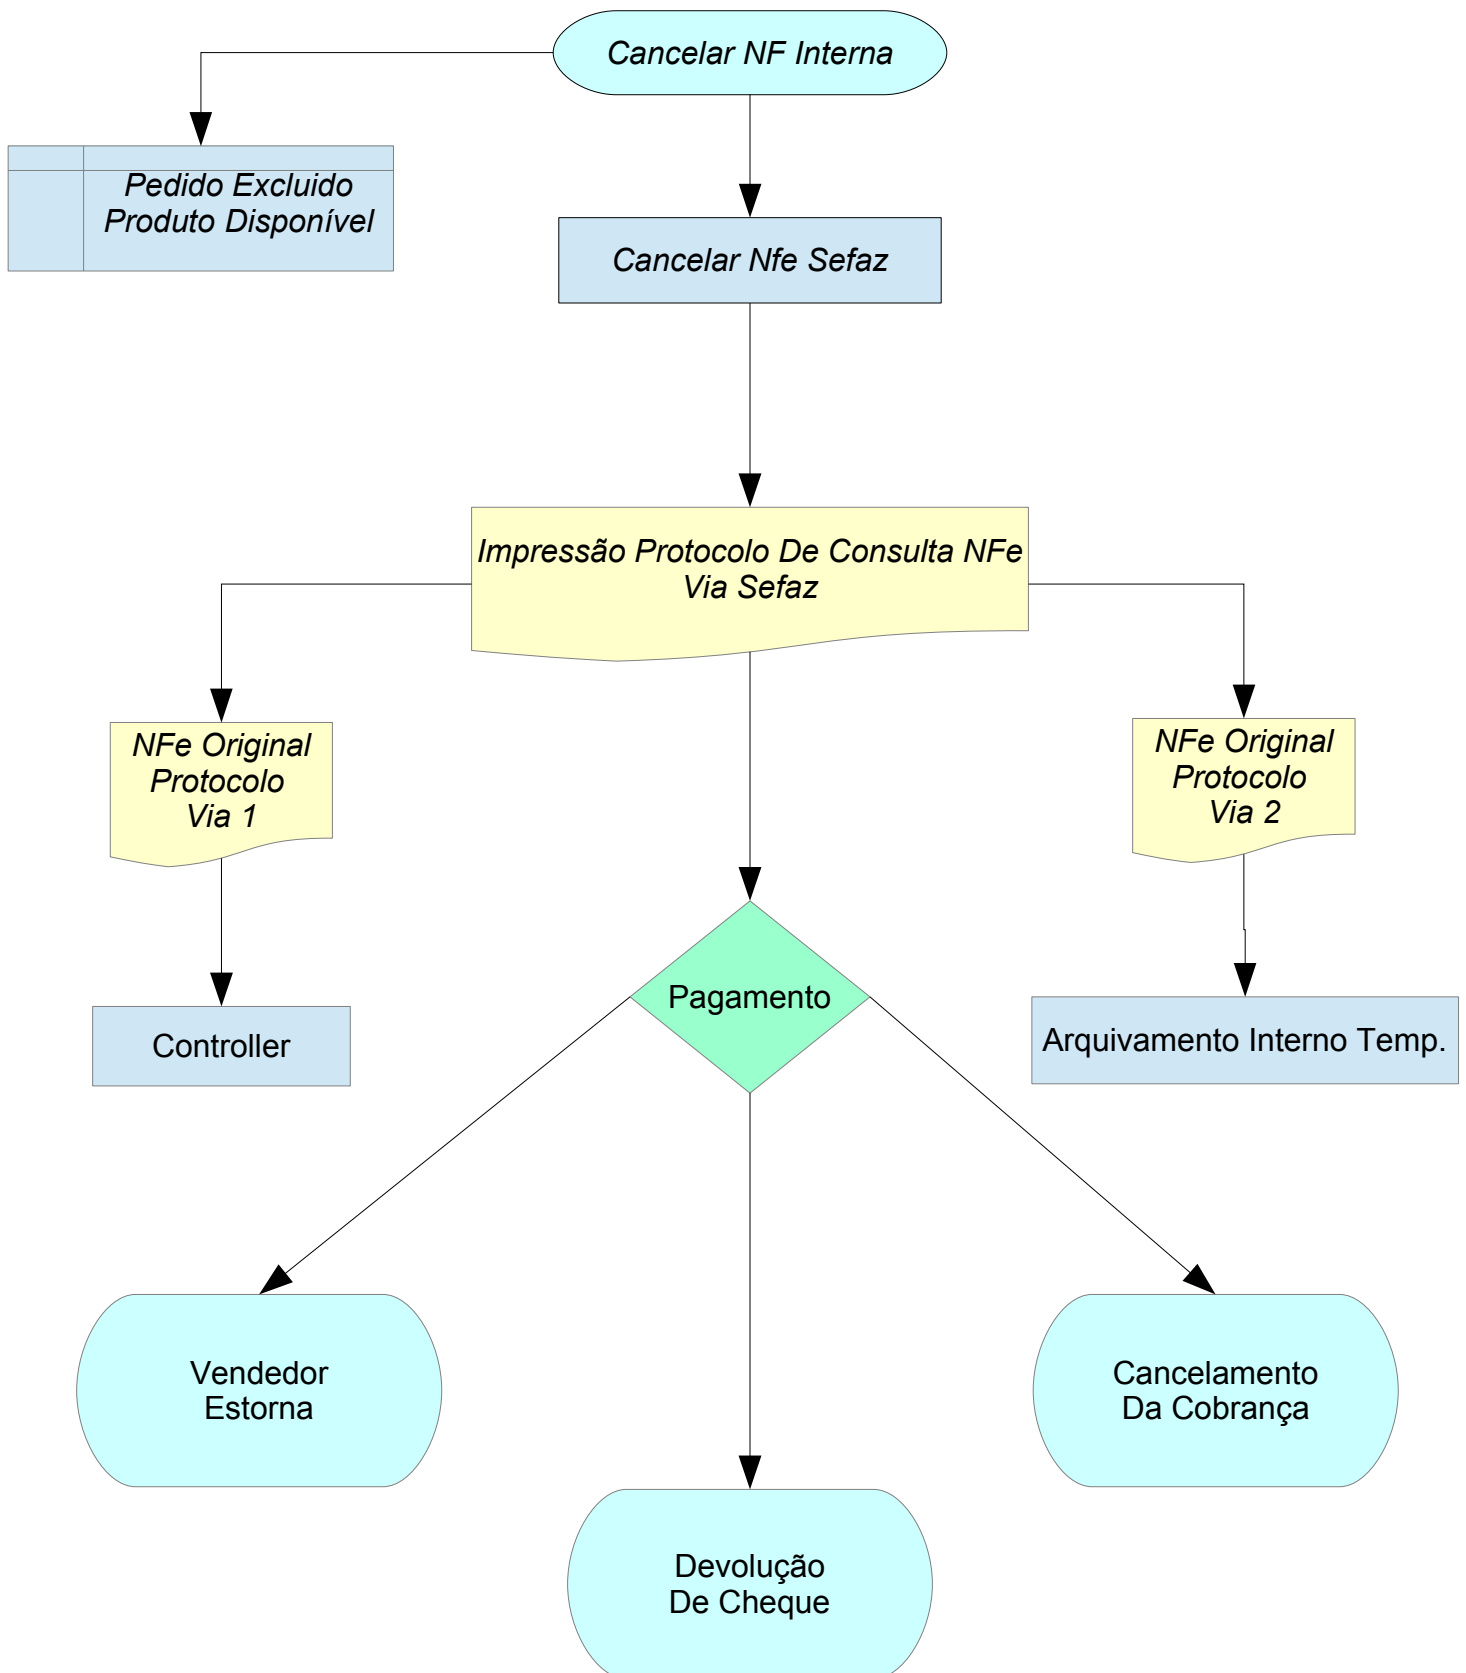 Cancelar NF Interna
Pedido Excluido
Produto Disponível
Cancelar Nfe Sefaz
Impressão Protocolo De Consulta NFe
Via Sefaz
NFe Original
Protocolo
Via 1
NFe Original
Protocolo
Via 2
Pagamento
Controller
Arquivamento Interno Temp.
Vendedor
Estorna
Cancelamento
Da Cobrança
Devolução
De Cheque